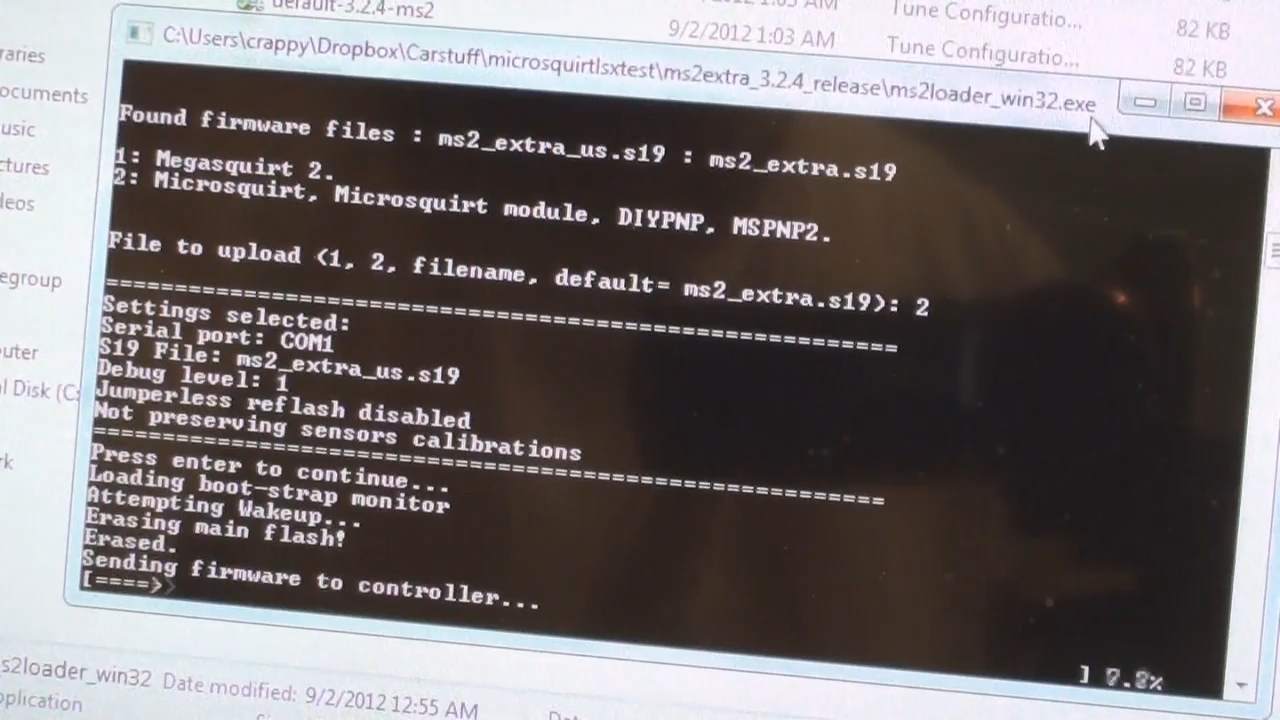 default-3.2.4-ms2
9/2/2012 1:03 AM
Tune Configuratio...
82 KB
Tune Configuratio...
82 KB
C:\Users\crappy\Dropbox\Carstuff\microsquirtlsxtest\ms2extra_3.2.4_release\ms2loader_win32.exe
Found firmware files : ms2_extra_us.s19 : ms2_extra.s19
1: Megasquirt 2.
2: Microsquirt, Microsquirt module, DIYPNP, MSPNP2.
File to upload (1, 2, filename, default= ms2_extra.s19): 2
================================================================
Settings selected:
Serial port: COM1
S19 File: ms2_extra_us.s19
Debug level: 1
Jumperless reflash disabled
Not preserving sensors calibrations
================================================================
Press enter to continue...
Loading boot-strap monitor
Attempting Wakeup...
Erasing main flash!
Erased.
Sending firmware to controller...
[====>
s2loader_win32 Date modified: 9/2/2012 12:55 AM
pplication
raries
ocuments
usic
ctures
deos
egroup
uter
l Disk (C:
rk